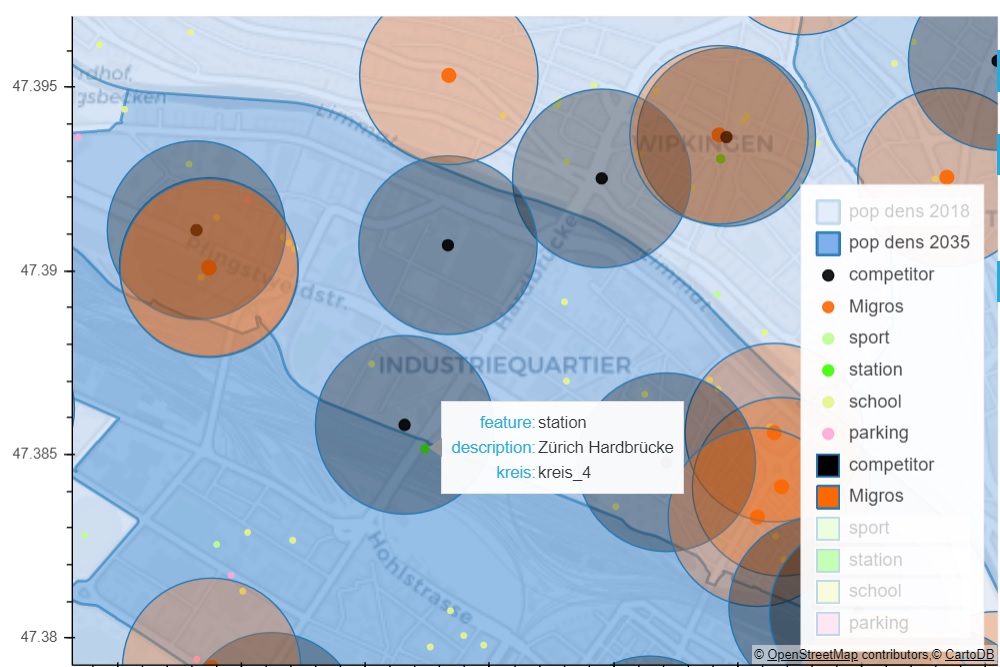 47.395
47.39
47.385
47.38
rdhof,
gsbecken
Limmat
WIPKINGEN
Pfingstweidstr.
Hardbrücke
Limmat
INDUSTRIEQUARTIER
Hohlstrasse
feature: station
description: Zürich Hardbrücke
kreis: kreis_4
pop dens 2018
pop dens 2035
competitor
Migros
sport
station
school
parking
competitor
Migros
sport
station
school
parking
© OpenStreetMap contributors,© CartoDB